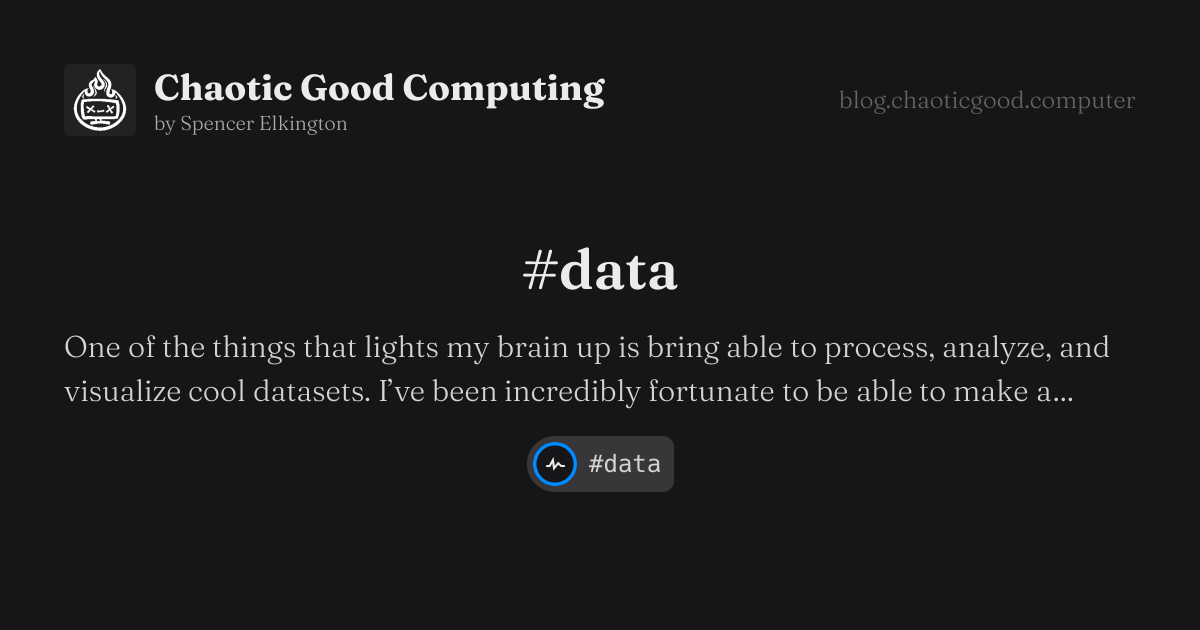 Chaotic Good Computing
by Spencer Elkington
blog.chaoticgood.computer
#data
One of the things that lights my brain up is bring able to process, analyze, and
visualize cool datasets. I’ve been incredibly fortunate to be able to make a...
#data